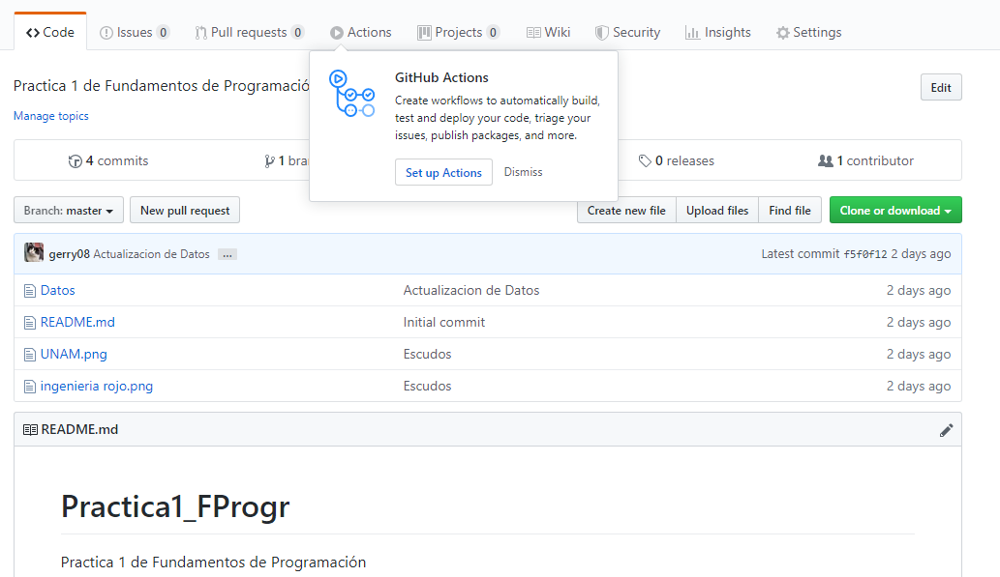 Code Issues 0 Pull requests 0 Actions Projects 0 Wiki Security Insights Settings
Practica 1 de Fundamentos de Programació
Edit
Manage topics
GitHub Actions
Create workflows to automatically build,
test and deploy your code, triage your
issues, publish packages, and more.
Set up Actions Dismiss
4 commits 1 bra 0 releases 1 contributor
Branch: master New pull request Create new file Upload files Find file Clone or download
gerry08 Actualizacion de Datos ... Latest commit f5f0f12 2 days ago
Datos Actualizacion de Datos 2 days ago
README.md Initial commit 2 days ago
UNAM.png Escudos 2 days ago
ingenieria rojo.png Escudos 2 days ago
README.md
Practica1_FProgr
Practica 1 de Fundamentos de Programación